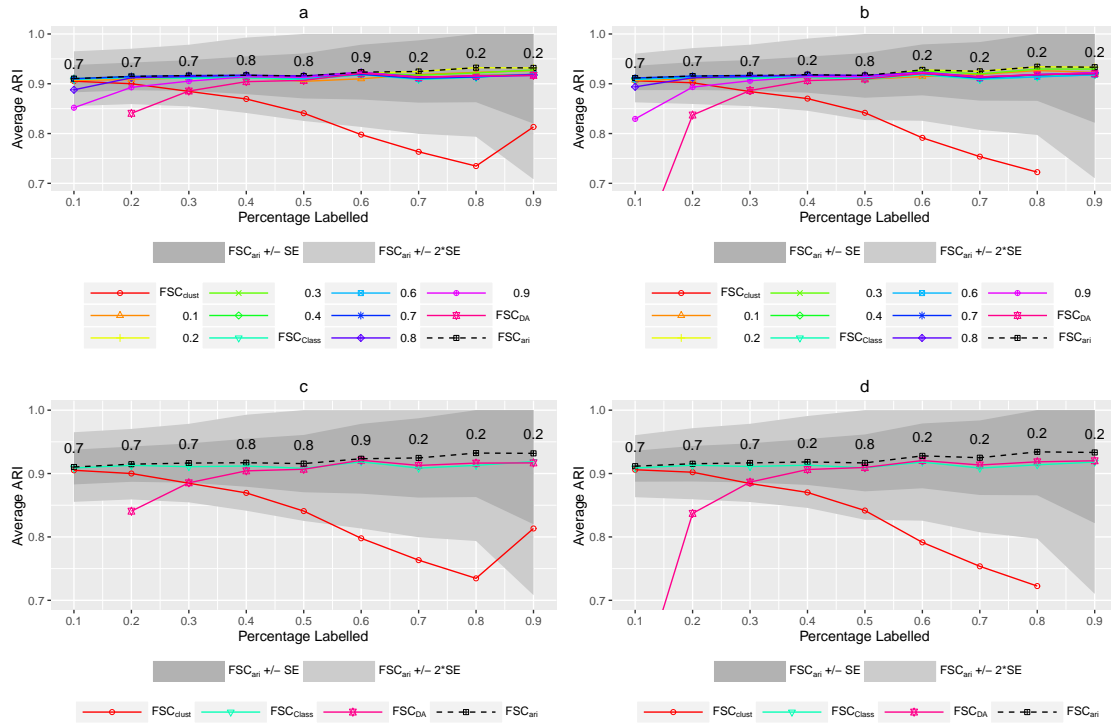 a
1.0
0.9
0.8
0.7
Average ARI
0.7 0.7 0.7 0.8 0.8 0.9 0.2 0.2 0.2
0.1 0.2 0.3 0.4 0.5 0.6 0.7 0.8 0.9
Percentage Labelled
FSCari +/− SE FSCari +/− 2*SE
FSCclust 0.3 0.6 0.9
0.1 0.4 0.7 FSCDA
0.2 FSCClass 0.8 FSCari
b
1.0
0.9
0.8
0.7
Average ARI
0.7 0.7 0.7 0.8 0.8 0.2 0.2 0.2 0.2
0.1 0.2 0.3 0.4 0.5 0.6 0.7 0.8 0.9
Percentage Labelled
FSCari +/− SE FSCari +/− 2*SE
FSCclust 0.3 0.6 0.9
0.1 0.4 0.7 FSCDA
0.2 FSCClass 0.8 FSCari
c
1.0
0.9
0.8
0.7
Average ARI
0.7 0.7 0.7 0.8 0.8 0.9 0.2 0.2 0.2
0.1 0.2 0.3 0.4 0.5 0.6 0.7 0.8 0.9
Percentage Labelled
FSCari +/− SE FSCari +/− 2*SE
FSCclust FSCClass FSCDA FSCari
d
1.0
0.9
0.8
0.7
Average ARI
0.7 0.7 0.7 0.8 0.8 0.2 0.2 0.2 0.2
0.1 0.2 0.3 0.4 0.5 0.6 0.7 0.8 0.9
Percentage Labelled
FSCari +/− SE FSCari +/− 2*SE
FSCclust FSCClass FSCDA FSCari